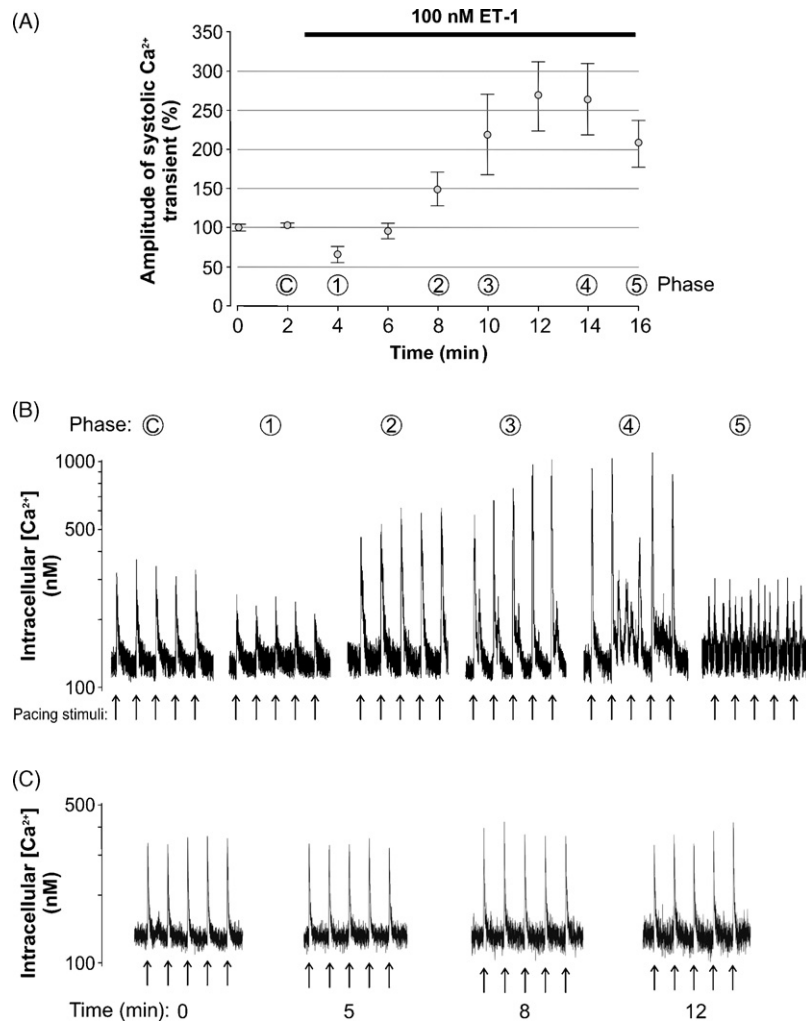 (A)
100 nM ET-1
Amplitude of systolic Ca²⁺
transient (%)
350
300
250
200
150
100
50
0
C 1 2 3 4 5 Phase
0 2 4 6 8 10 12 14 16
Time (min)
(B)
Phase: C 1 2 3 4 5
Intracellular [Ca²⁺]
(nM)
1000
500
100
Pacing stimuli:
(C)
Intracellular [Ca²⁺]
(nM)
500
100
Time (min): 0 5 8 12